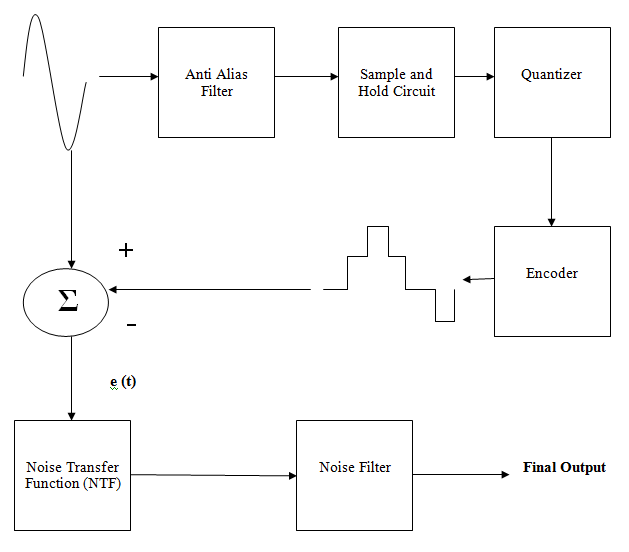 Anti Alias
Filter
Sample and
Hold Circuit
Quantizer
+
Σ
–
Encoder
e (t)
Noise Transfer
Function (NTF)
Noise Filter
Final Output